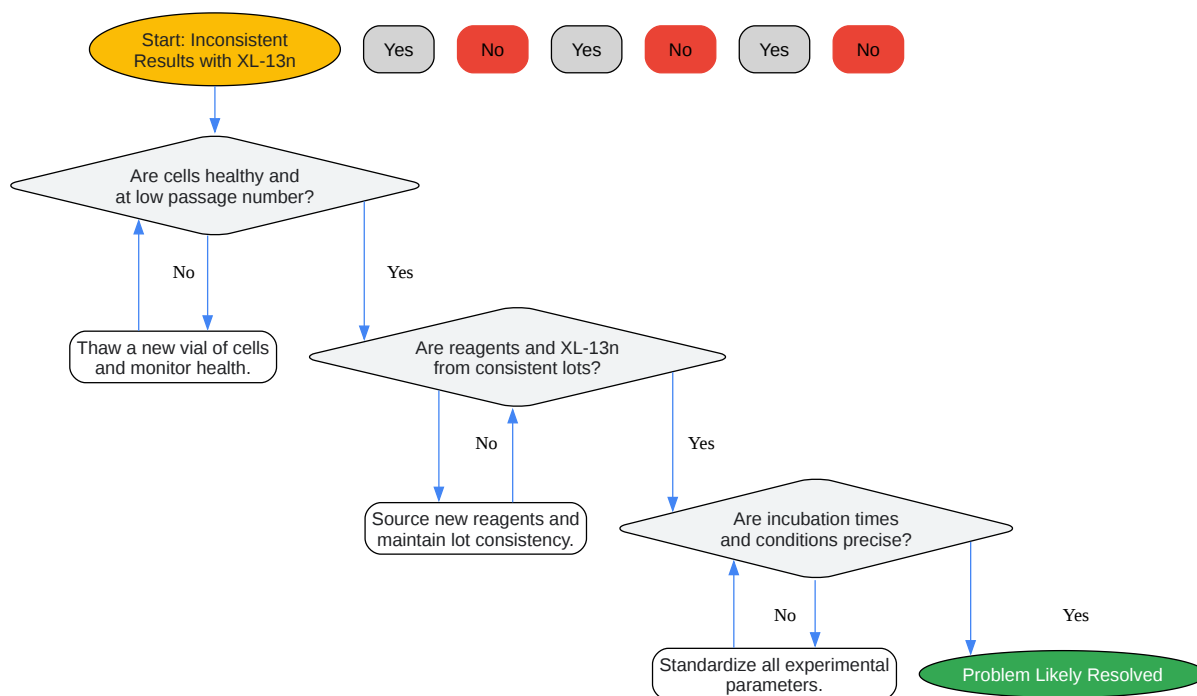 Start: Inconsistent
Results with XL-13n
Yes
No
Yes
No
Yes
No
Are cells healthy and
at low passage number?
No
Yes
Thaw a new vial of cells
and monitor health.
Are reagents and XL-13n
from consistent lots?
No
Yes
Source new reagents and
maintain lot consistency.
Are incubation times
and conditions precise?
No
Yes
Standardize all experimental
parameters.
Problem Likely Resolved